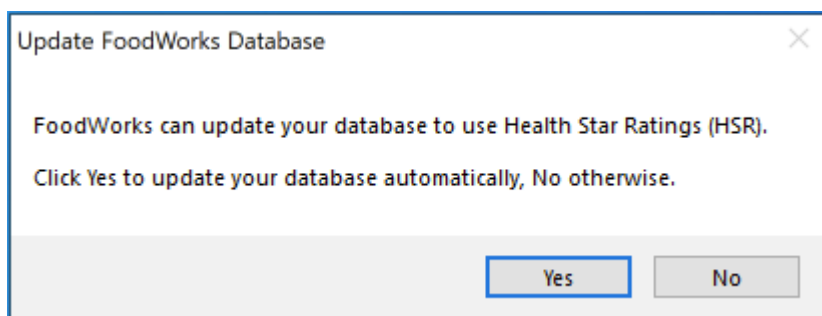 Update FoodWorks Database
FoodWorks can update your database to use Health Star Ratings (HSR).
Click Yes to update your database automatically, No otherwise.
Yes
No